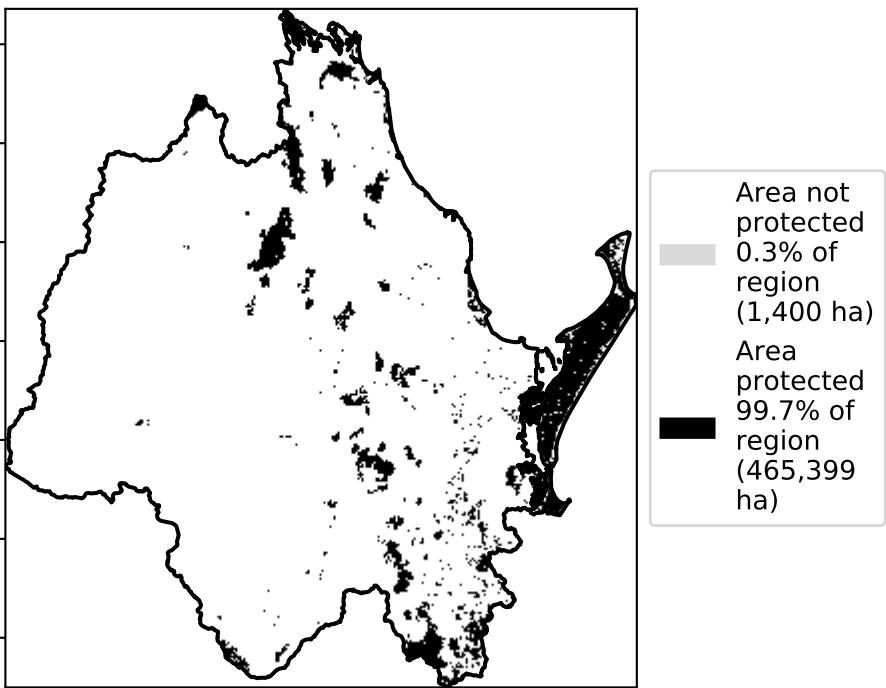 Area not
protected
0.3% of
region
(1,400 ha)
Area
protected
99.7% of
region
(465,399
ha)